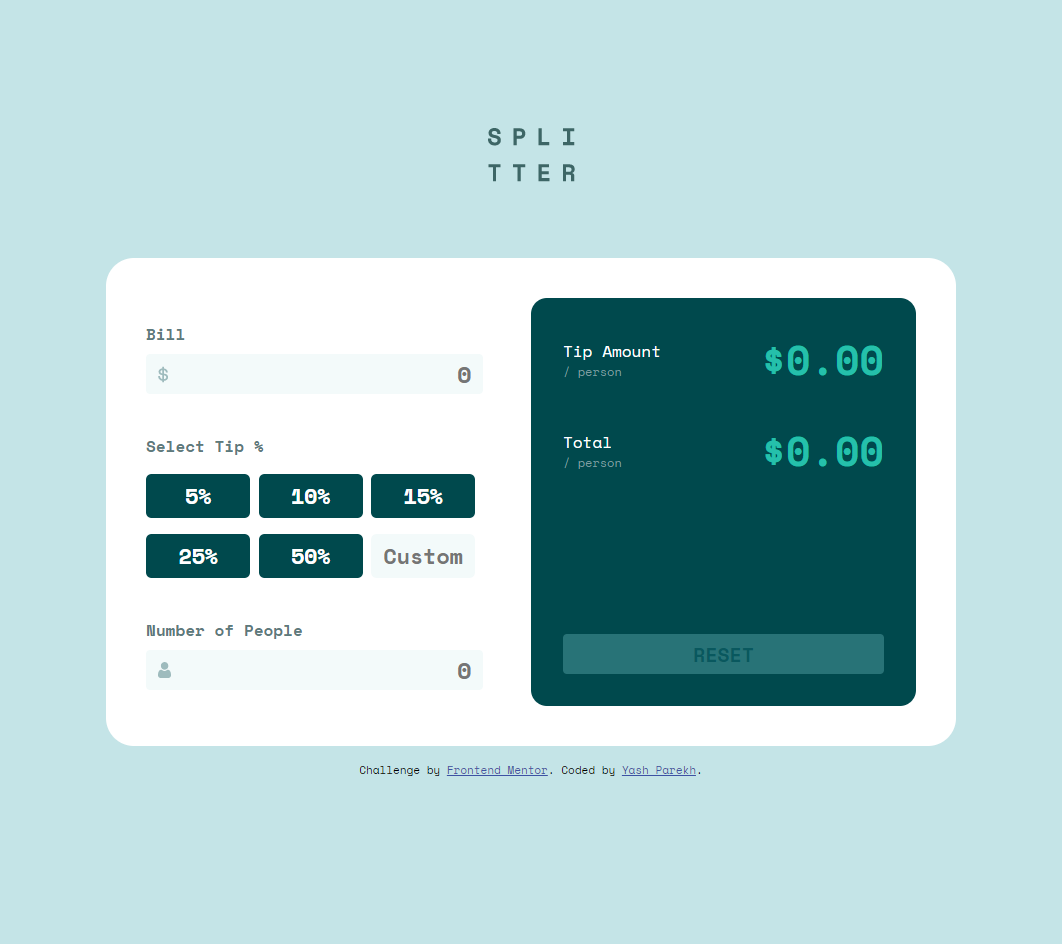 SPLI
TTER
Bill
$ 0
Select Tip %
5% 10% 15%
25% 50% Custom
Number of People
0
Tip Amount $0.00
/ person
Total $0.00
/ person
RESET
Challenge by Frontend Mentor. Coded by Yash Parekh.